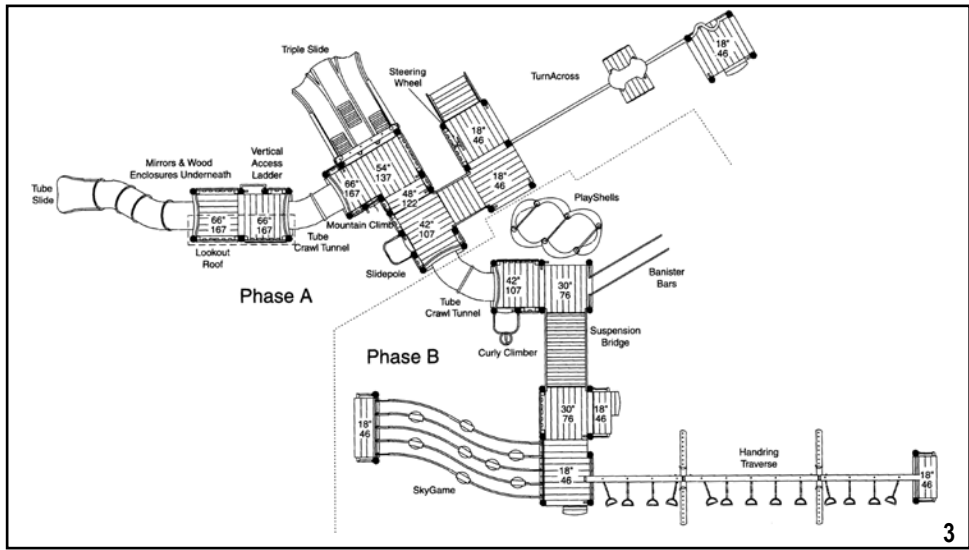 Triple Slide
Steering
Wheel
TurnAcross
18"
46
Mirrors & Wood
Enclosures Underneath
Vertical
Access
Ladder
Tube
Slide
66"
167
66"
167
Lookout
Roof
Tube
Crawl Tunnel
66"
167
54"
137
48"
122
42"
107
Mountain Climb
Slidepole
18"
46
18"
46
PlayShells
Phase A
Tube
Crawl Tunnel
42"
107
30"
76
Banister
Bars
Curly Climber
Suspension
Bridge
Phase B
30"
76
18"
46
18"
46
SkyGame
18"
46
Handring
Traverse
18"
46
3